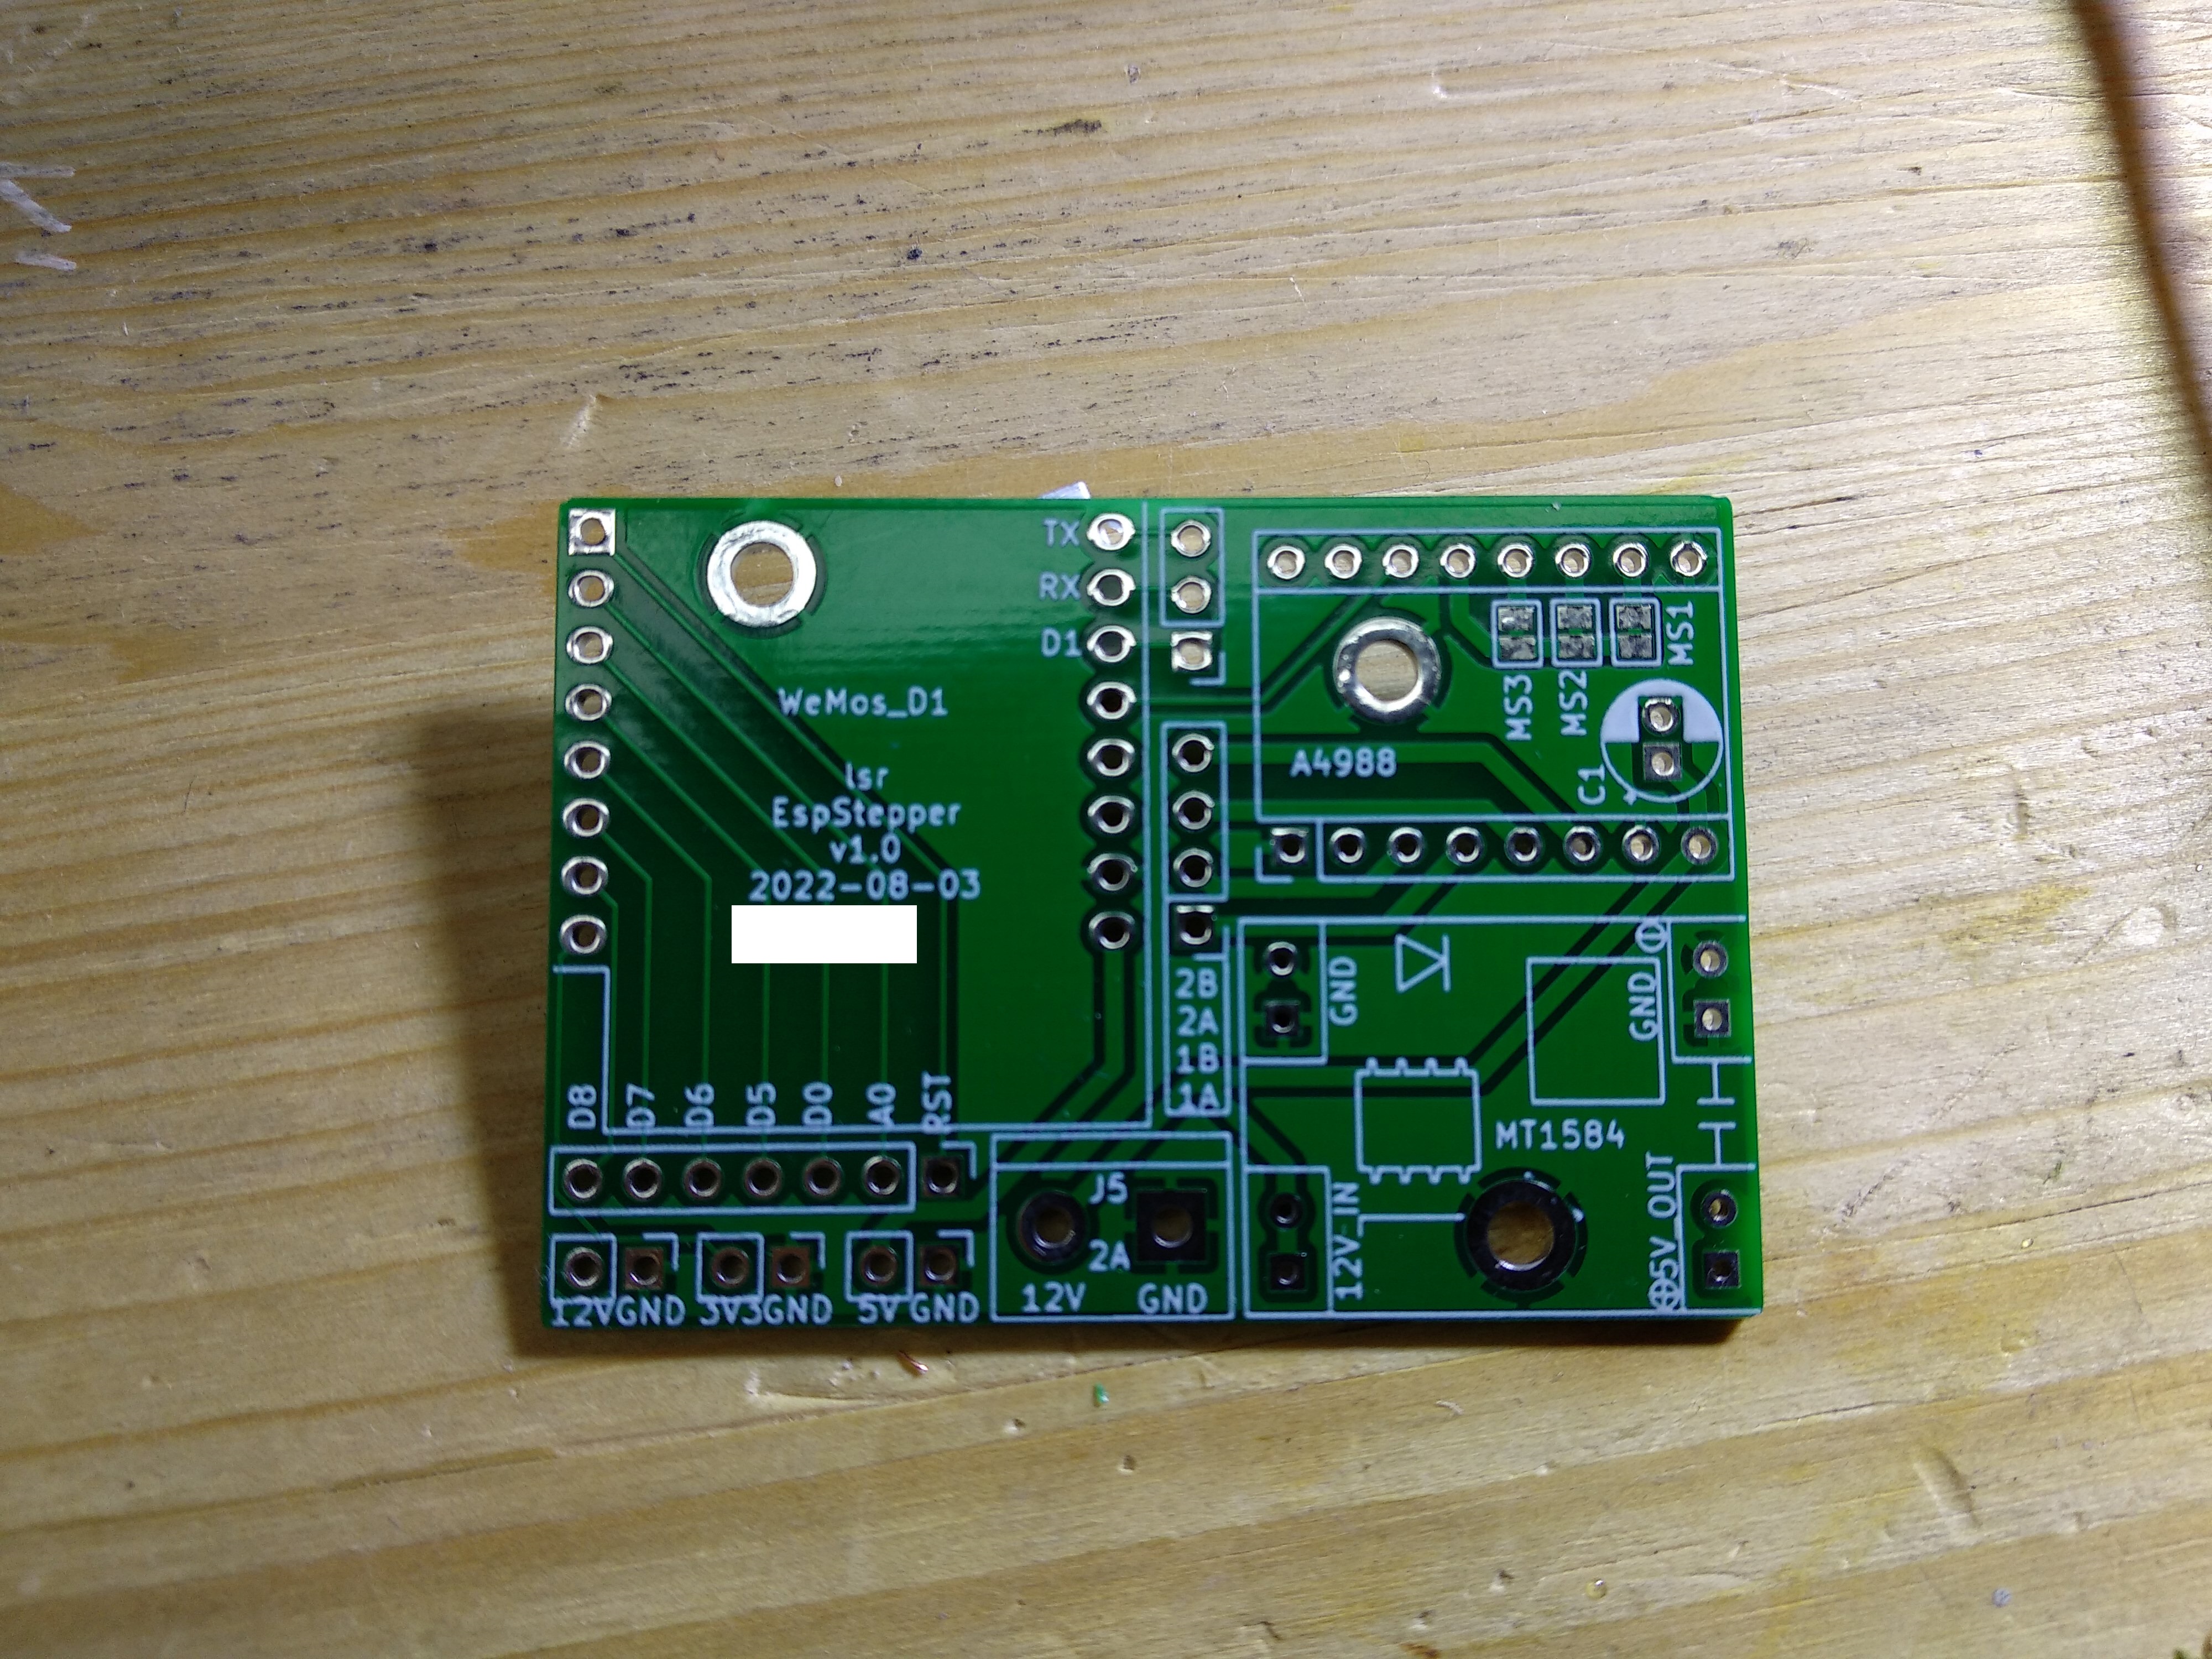 TX
RX
D1
WeMos_D1
lsr
EspStepper
v1.0
2022-08-03
MS3
MS2
MS1
A4988
C1
+
2B
2A
1B
1A
GND
GND
MT1584
12V_IN
5V_OUT
D8
D7
D6
D5
D0
A0
RST
J5
2A
12V
GND
12V GND 3V3 GND 5V GND